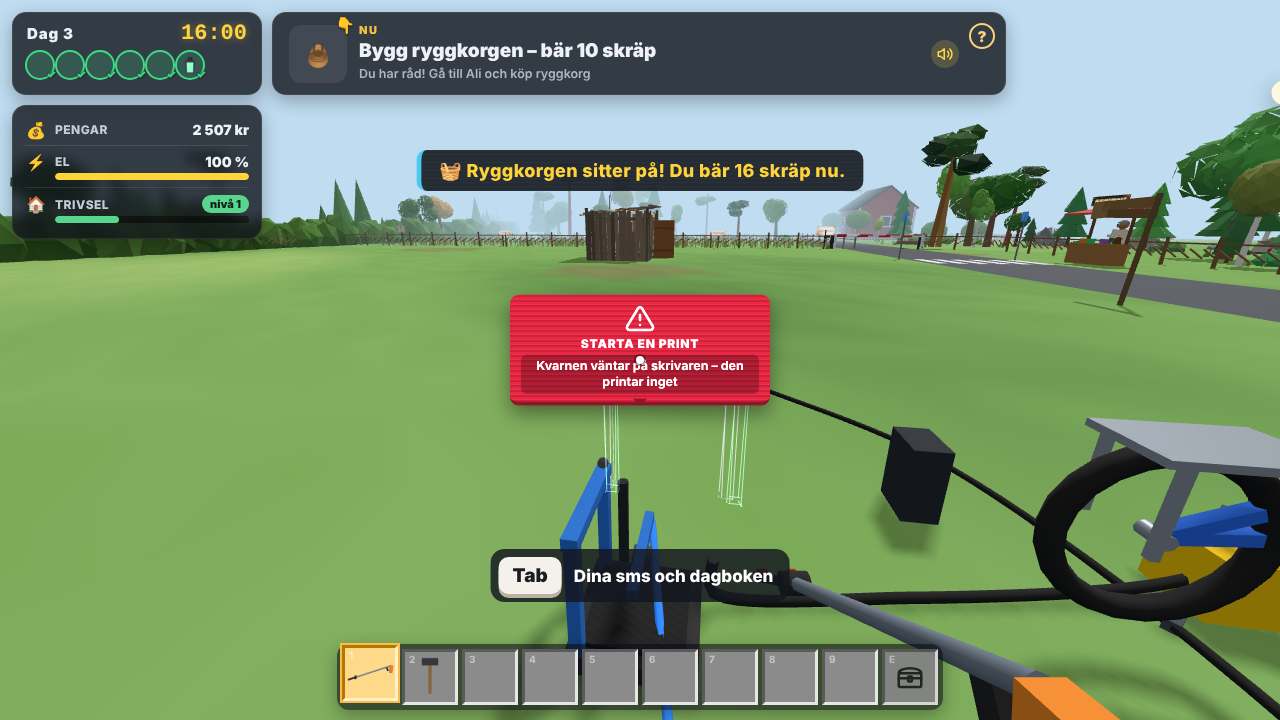 Dag 3
16:00
NU
Bygg ryggkorgen – bär 10 skräp
Du har råd! Gå till Ali och köp ryggkorg
?
PENGAR
2 507 kr
EL
100 %
TRIVSEL
nivå 1
Ryggkorgen sitter på! Du bär 16 skräp nu.
STARTA EN PRINT
Kvarnen väntar på skrivaren – den
printar inget
Tab
Dina sms och dagboken
1
2
3
4
5
6
7
8
9
E